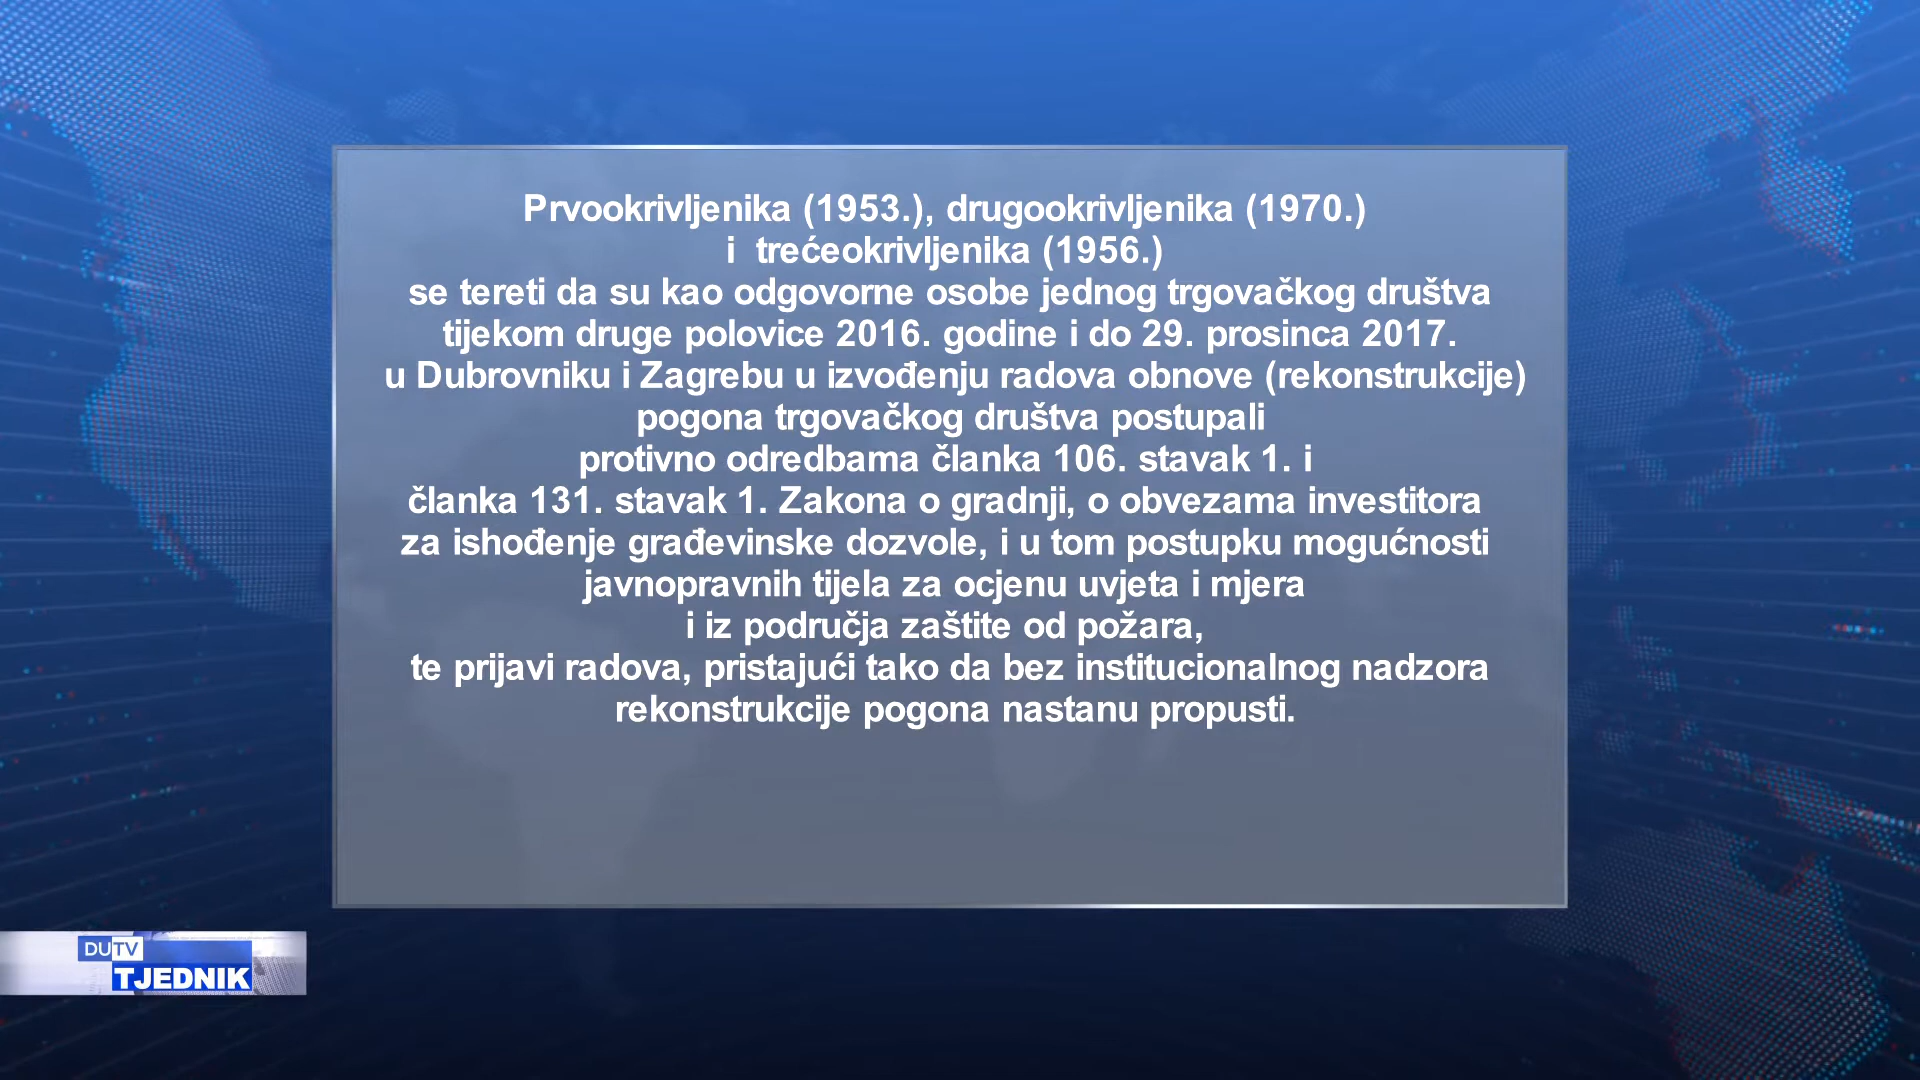 Prvookrivljenika (1953.), drugookrivljenika (1970.)
i  trećeokrivljenika (1956.)
se tereti da su kao odgovorne osobe jednog trgovačkog društva
tijekom druge polovice 2016. godine i do 29. prosinca 2017.
u Dubrovniku i Zagrebu u izvođenju radova obnove (rekonstrukcije)
pogona trgovačkog društva postupali
protivno odredbama članka 106. stavak 1. i
članka 131. stavak 1. Zakona o gradnji, o obvezama investitora
za ishođenje građevinske dozvole, i u tom postupku mogućnosti
javnopravnih tijela za ocjenu uvjeta i mjera
i iz područja zaštite od požara,
te prijavi radova, pristajući tako da bez institucionalnog nadzora
rekonstrukcije pogona nastanu propusti.
DUTV
TJEDNIK